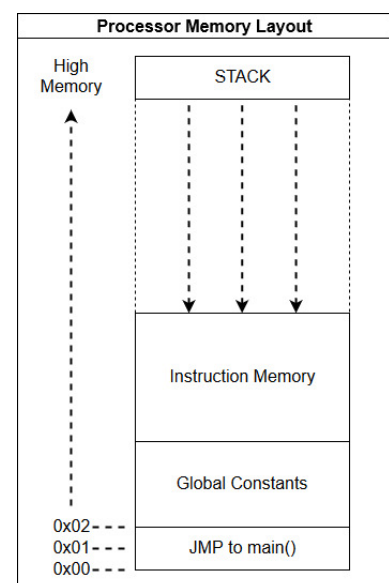 Processor Memory Layout
High
Memory
STACK
Instruction Memory
Global Constants
0x02
0x01
JMP to main()
0x00